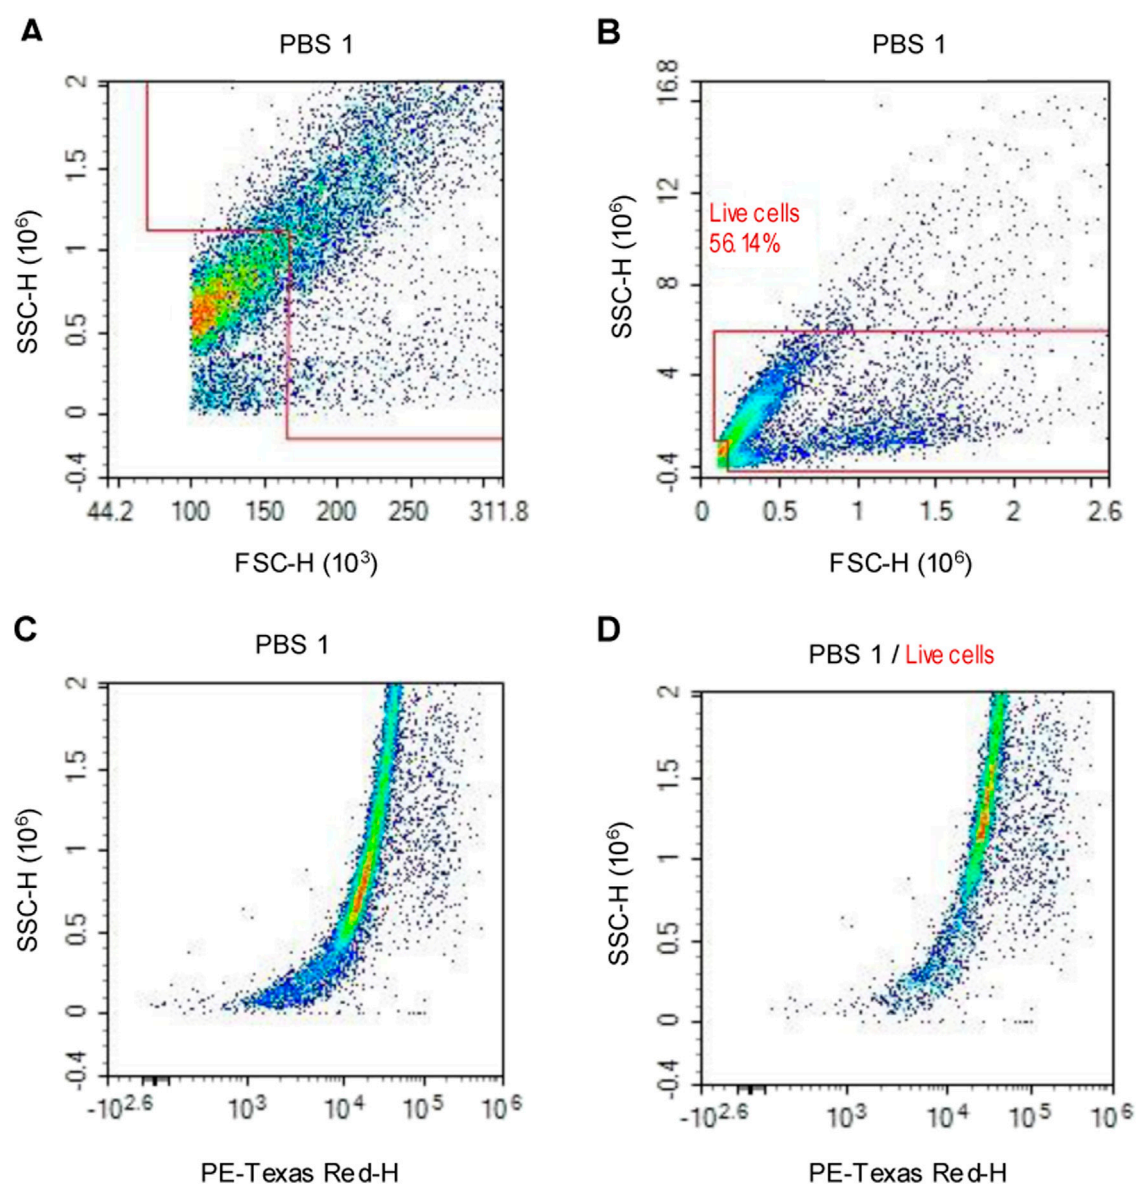 A
PBS 1
2
1.5
1
0.5
0
-0.4
SSC-H (10⁶)
44.2 100 150 200 250 311.8
FSC-H (10³)
B
PBS 1
16.8
12
8
4
-0.4
SSC-H (10⁶)
Live cells
56.14%
0 0.5 1 1.5 2 2.6
FSC-H (10⁶)
C
PBS 1
2
1.5
1
0.5
0
-0.4
SSC-H (10⁶)
-10².⁶ 10³ 10⁴ 10⁵ 10⁶
PE-Texas Red-H
D
PBS 1 / Live cells
2
1.5
1
0.5
0
-0.4
SSC-H (10⁶)
-10².⁶ 10³ 10⁴ 10⁵ 10⁶
PE-Texas Red-H